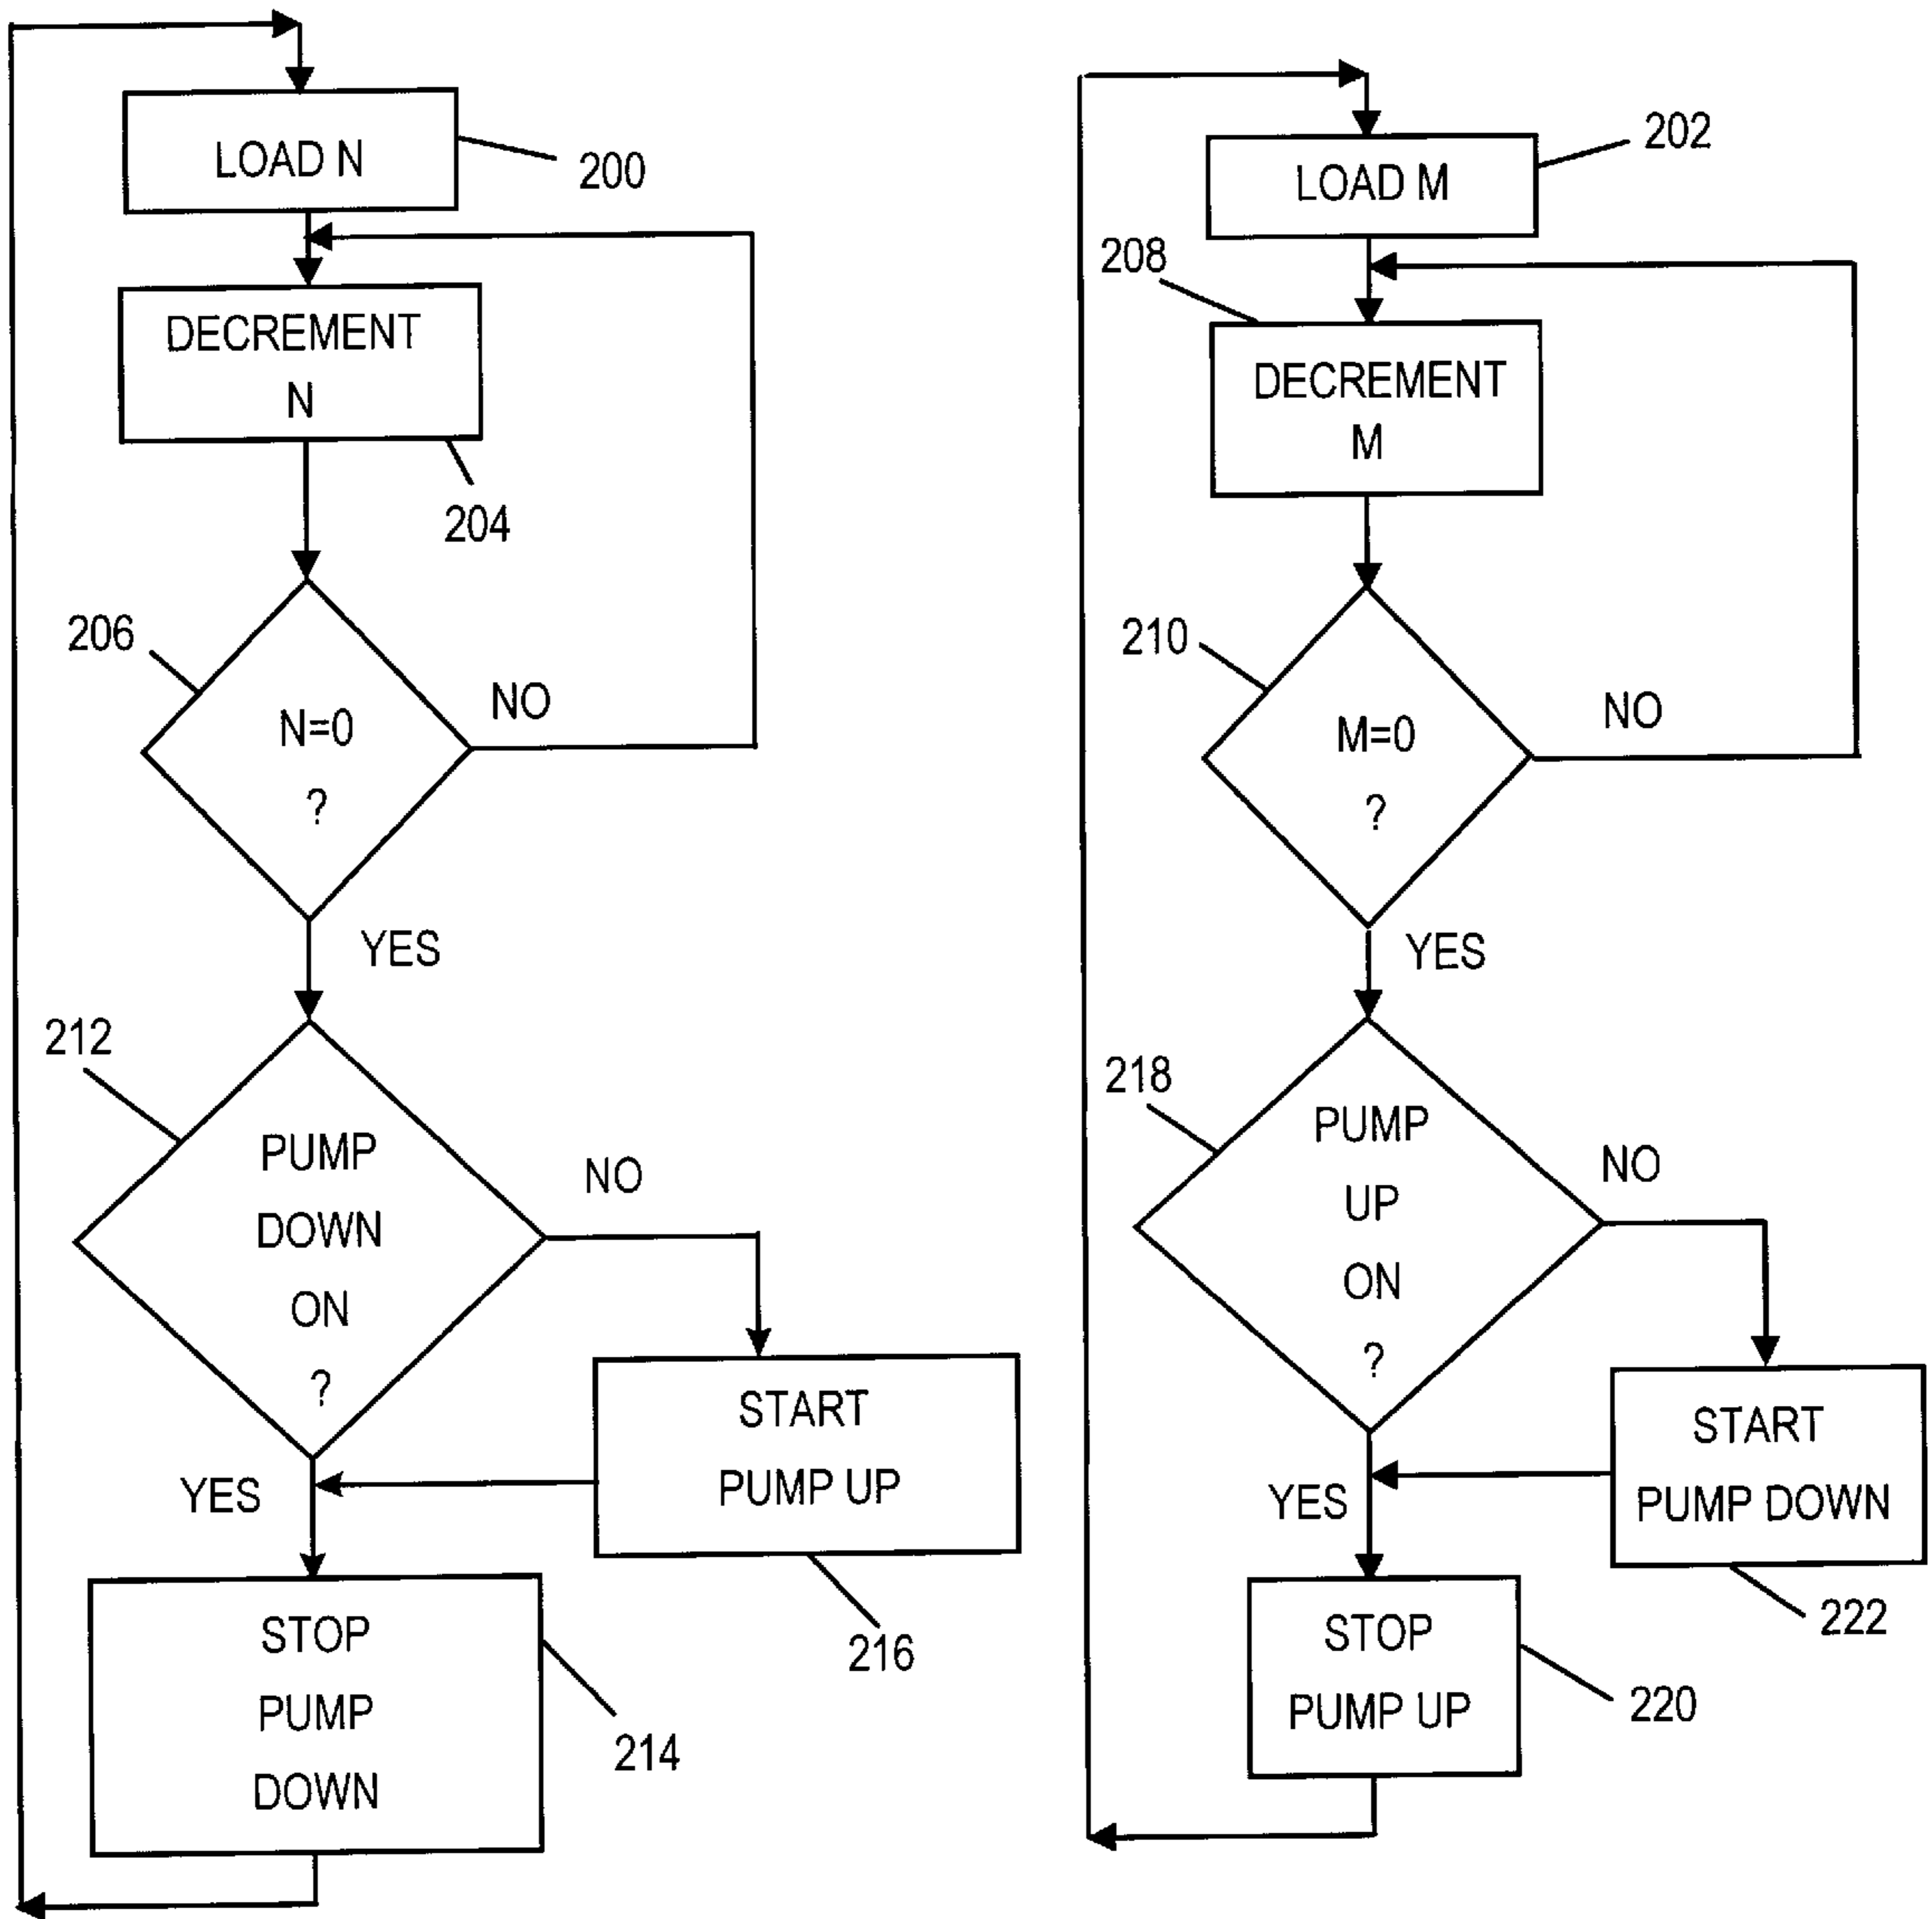 LOAD N
200
DECREMENT
N
204
206
N=0
?
NO
YES
212
PUMP
DOWN
ON
?
NO
YES
START
PUMP UP
216
STOP
PUMP
DOWN
214
LOAD M
202
208
DECREMENT
M
210
M=0
?
NO
YES
218
PUMP
UP
ON
?
NO
YES
START
PUMP DOWN
222
STOP
PUMP UP
220